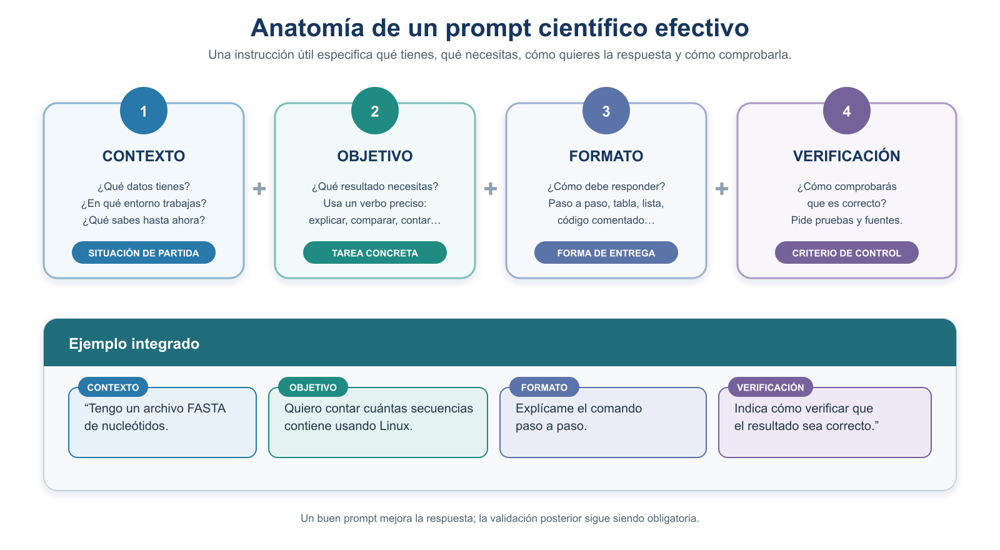 Anatomía de un prompt científico efectivo
Una instrucción útil especifica qué tienes, qué necesitas, cómo quieres la respuesta y cómo comprobarla.
1
CONTEXTO
¿Qué datos tienes?
¿En qué entorno trabajas?
¿Qué sabes hasta ahora?
SITUACIÓN DE PARTIDA
+
2
OBJETIVO
¿Qué resultado necesitas?
Usa un verbo preciso:
explicar, comparar, contar…
TAREA CONCRETA
+
3
FORMATO
¿Cómo debe responder?
Paso a paso, tabla, lista,
código comentado…
FORMA DE ENTREGA
+
4
VERIFICACIÓN
¿Cómo comprobarás
que es correcto?
Pide pruebas y fuentes.
CRITERIO DE CONTROL
Ejemplo integrado
CONTEXTO
“Tengo un archivo FASTA
de nucleótidos.
OBJETIVO
Quiero contar cuántas secuencias
contiene usando Linux.
FORMATO
Explícame el comando
paso a paso.
VERIFICACIÓN
Indica cómo verificar que
el resultado sea correcto.”
Un buen prompt mejora la respuesta; la validación posterior sigue siendo obligatoria.